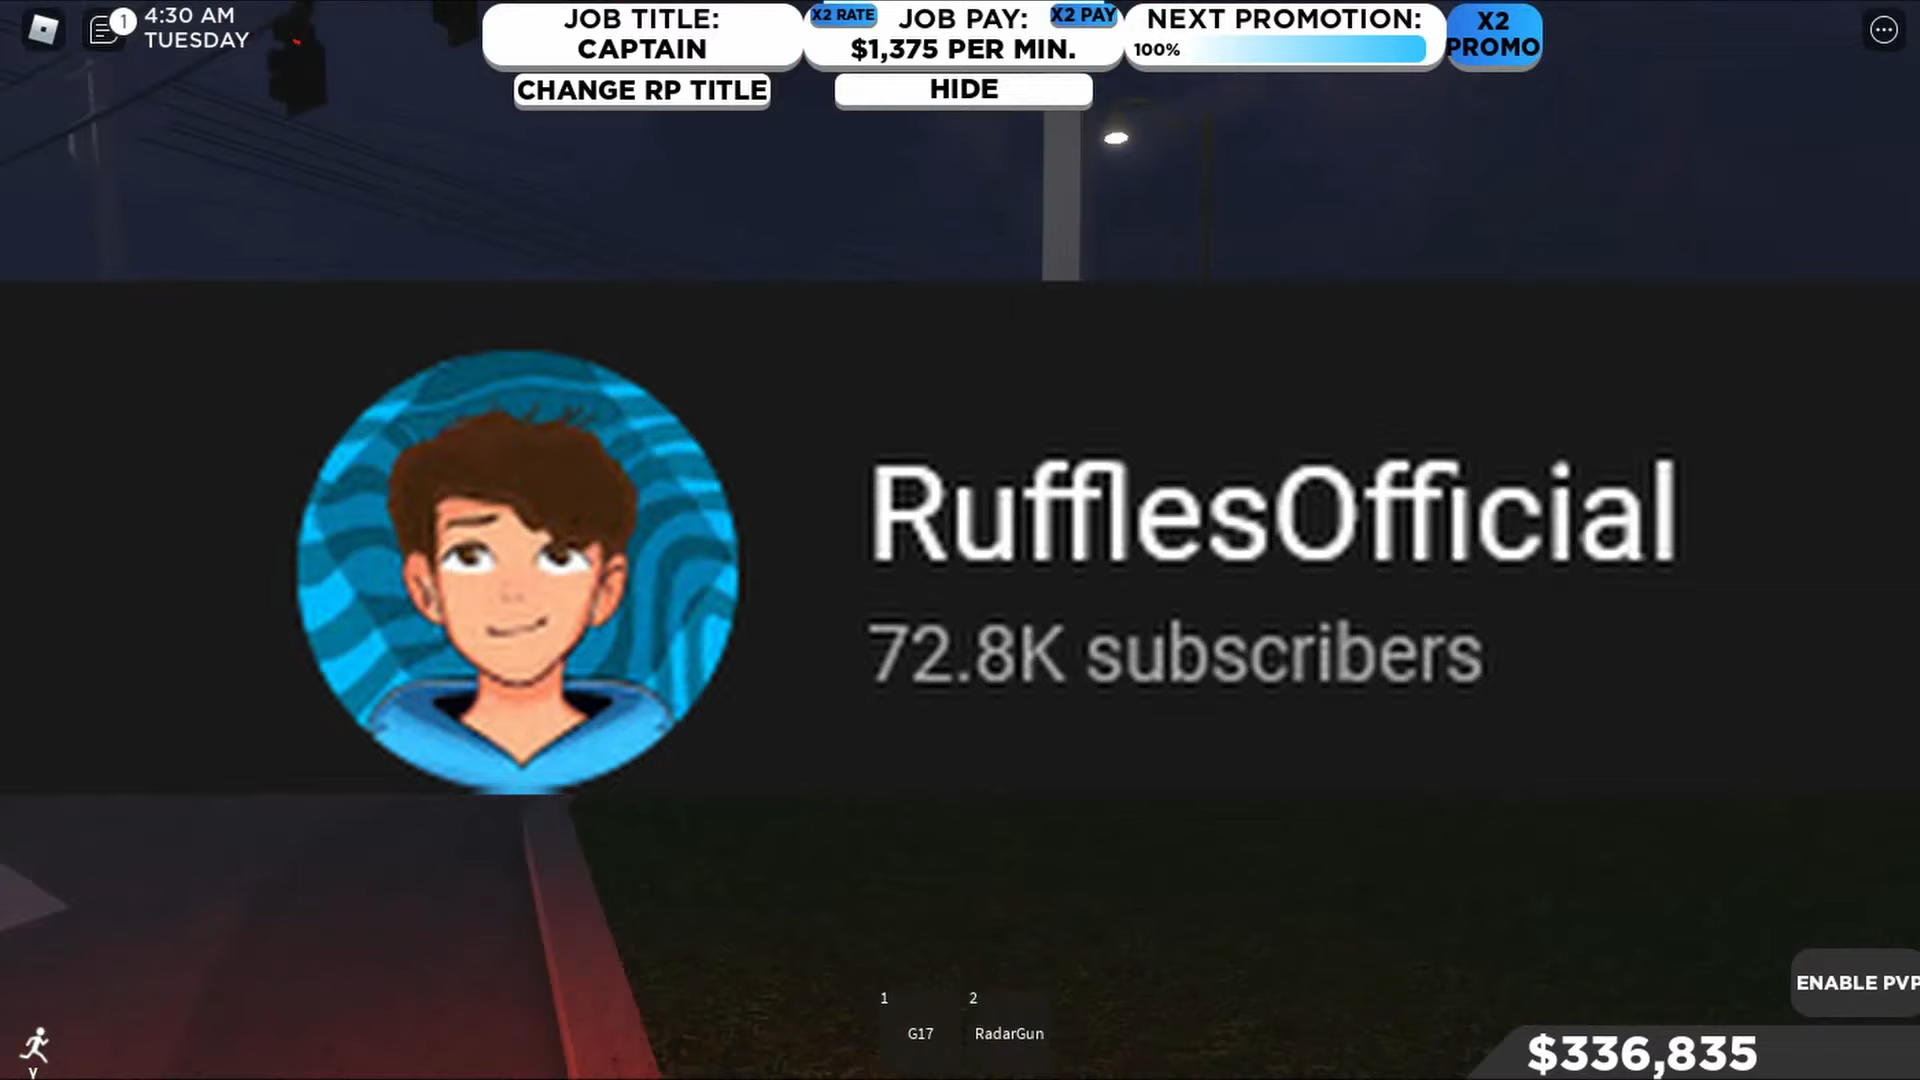 1
4:30 AM
TUESDAY
JOB TITLE:
CAPTAIN
X2 RATE
JOB PAY:
X2 PAY
$1,375 PER MIN.
NEXT PROMOTION:
100%
X2
PROMO
CHANGE RP TITLE
HIDE
RufflesOfficial
72.8K subscribers
ENABLE PVP
1
2
G17
RadarGun
$336,835
V